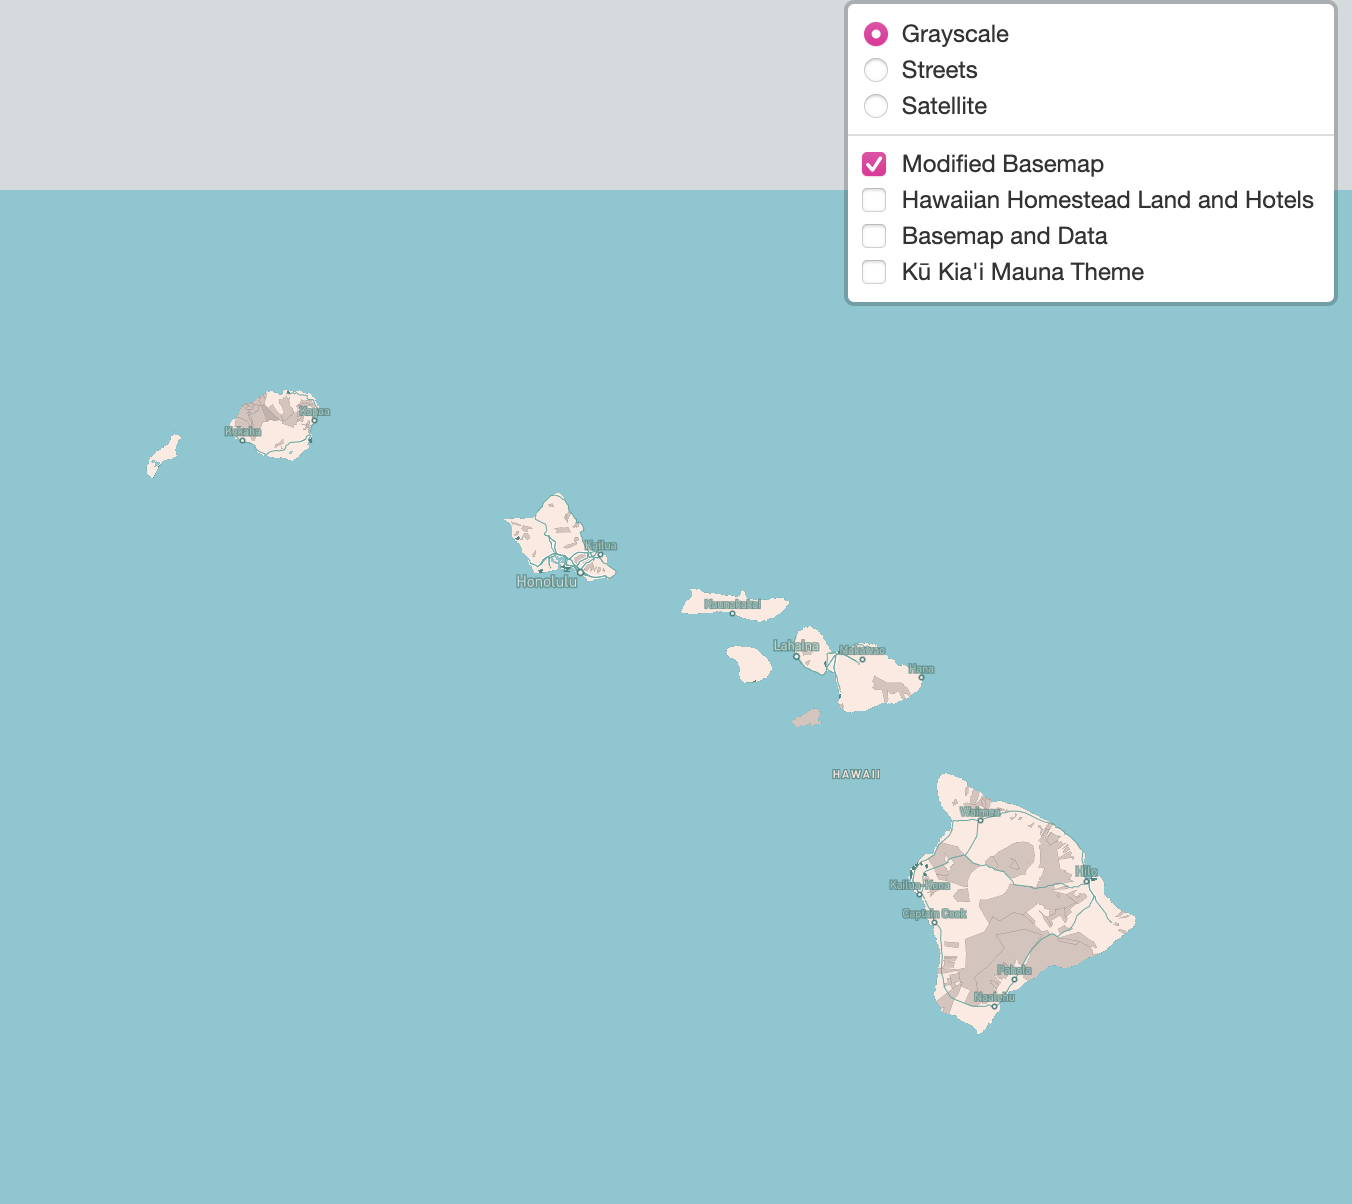 Grayscale
Streets
Satellite
Modified Basemap
Hawaiian Homestead Land and Hotels
Basemap and Data
Kū Kia'i Mauna Theme
Kapaa
Kekaha
Kailua
Honolulu
Kaunakakai
Lahaina
Makawao
Hana
HAWAII
Waimea
Hilo
Kailua-Kona
Captain Cook
Pahala
Naalehu